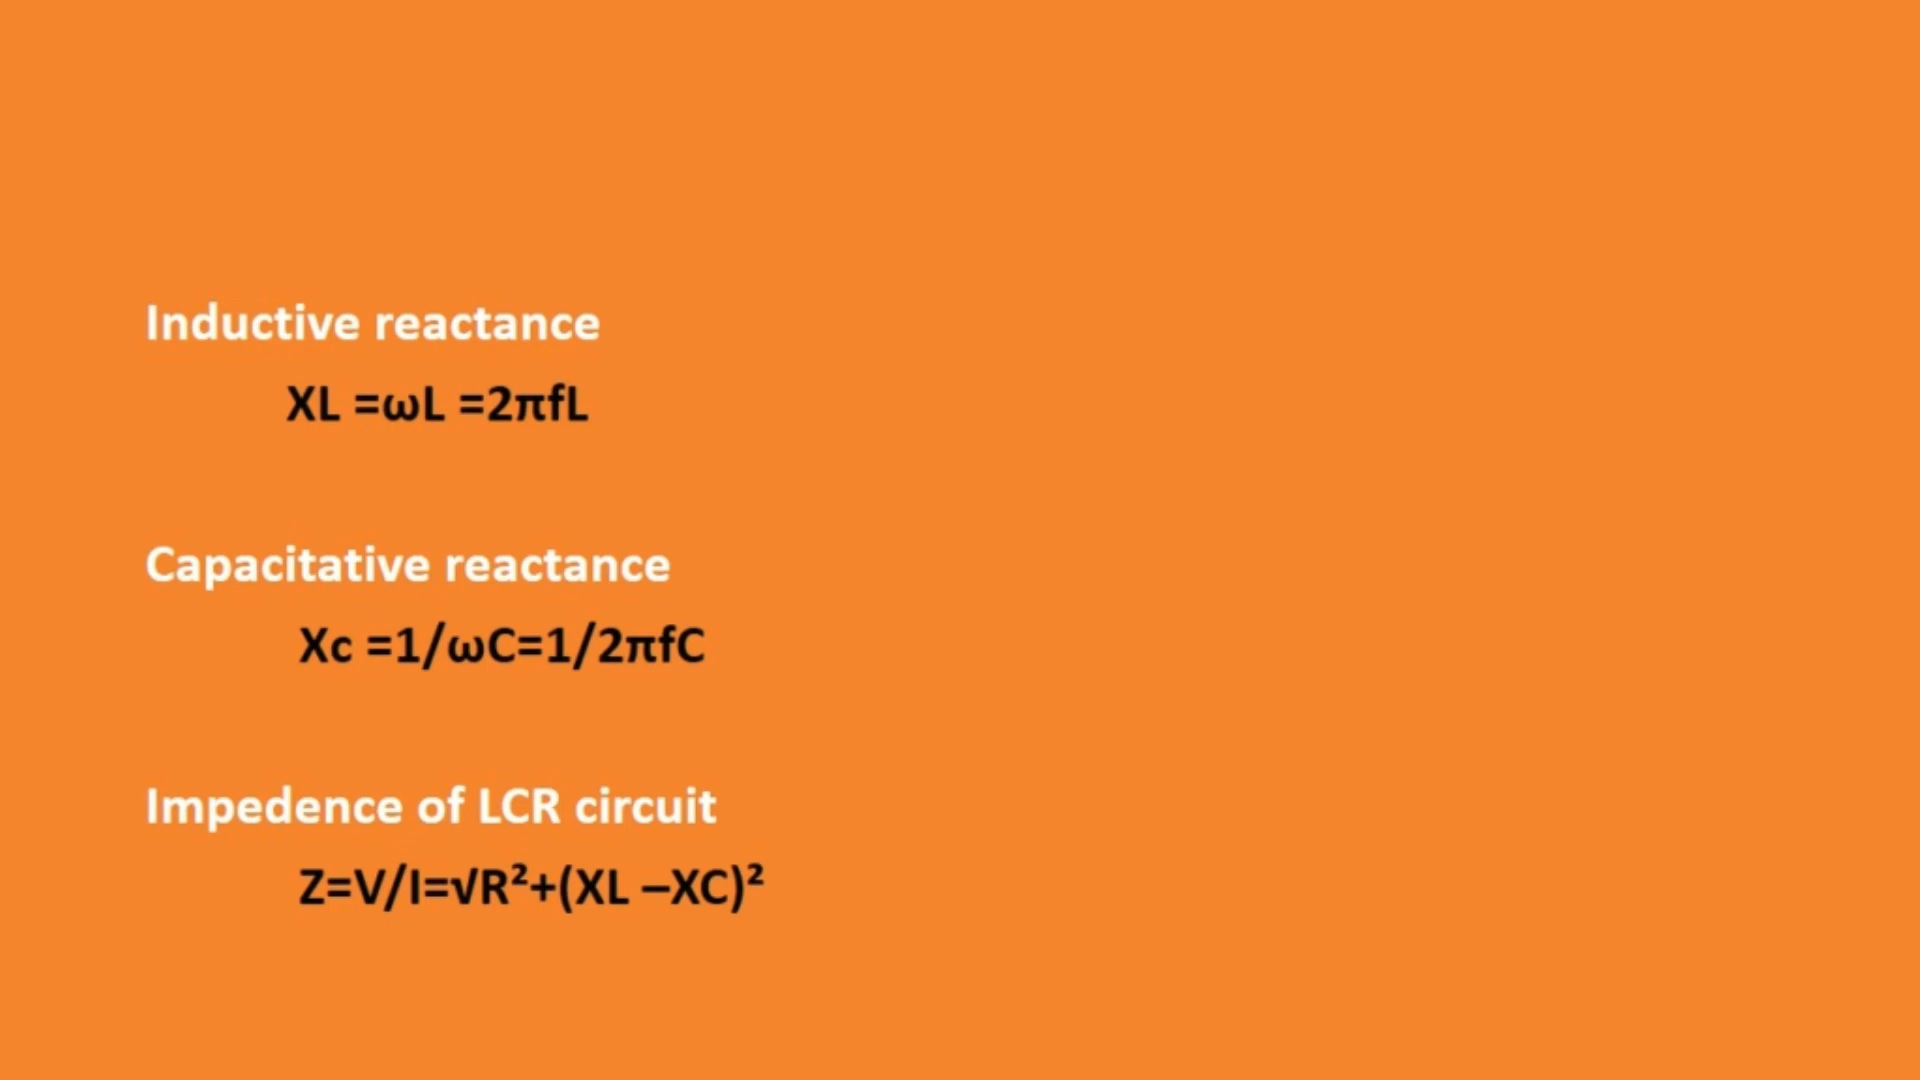 Inductive reactance
XL =ωL =2πfL
Capacitative reactance
Xc =1/ωC=1/2πfC
Impedence of LCR circuit
Z=V/I=√R²+(XL –XC)²